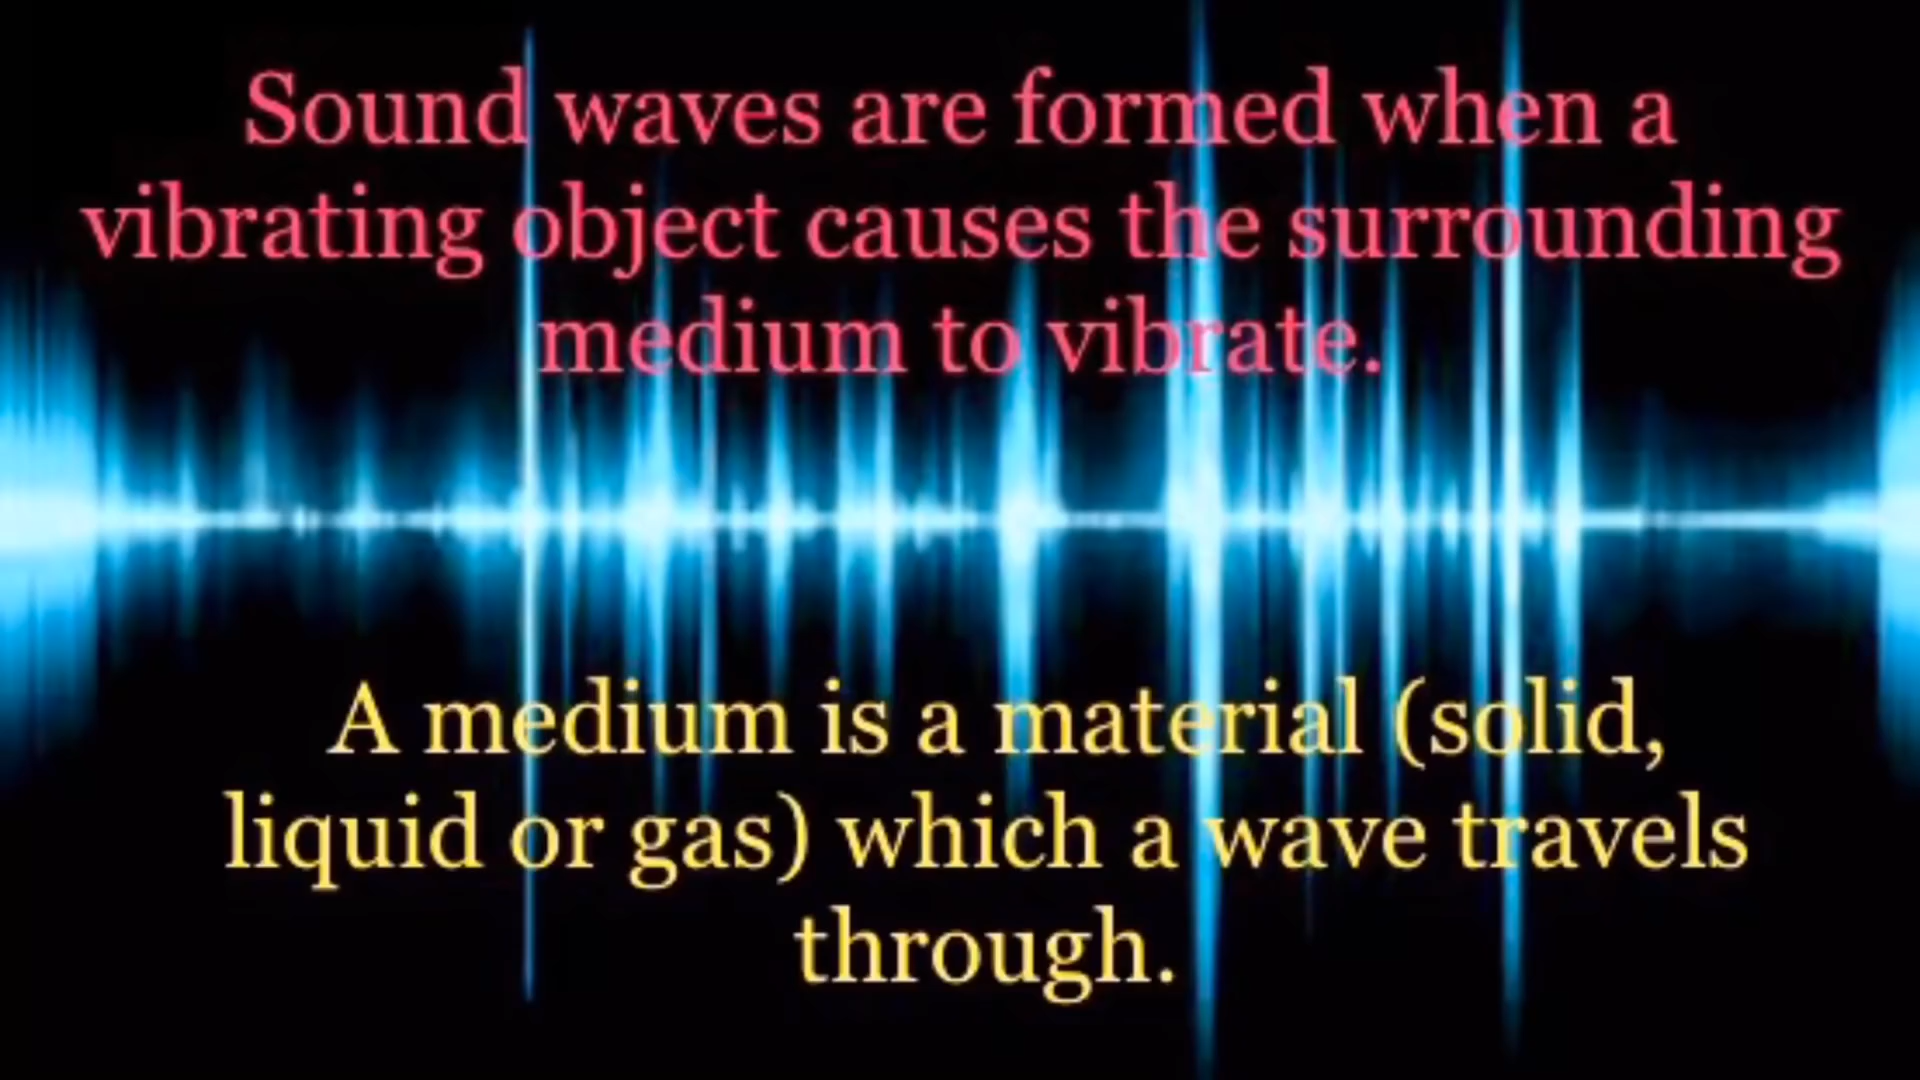 Sound waves are formed when a
vibrating object causes the surrounding
medium to vibrate.
A medium is a material (solid,
liquid or gas) which a wave travels
through.